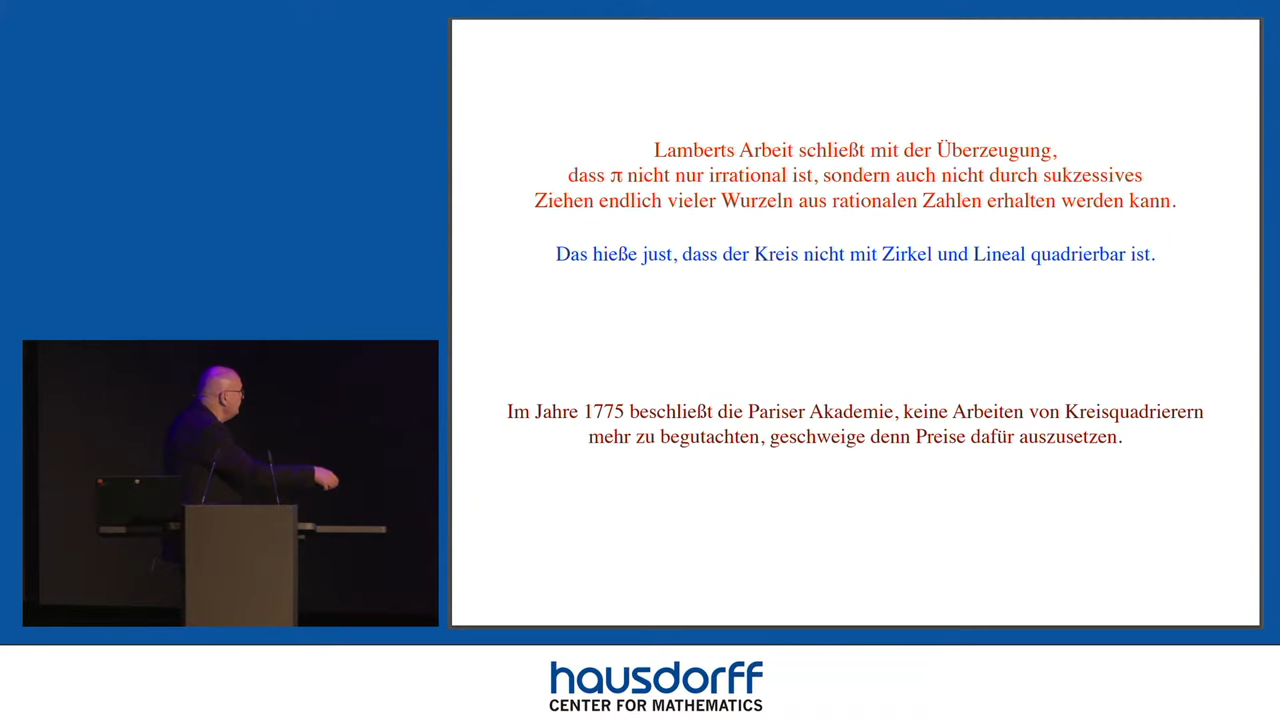 Lamberts Arbeit schließt mit der Überzeugung,
dass π nicht nur irrational ist, sondern auch nicht durch sukzessives
Ziehen endlich vieler Wurzeln aus rationalen Zahlen erhalten werden kann.
Das hieße just, dass der Kreis nicht mit Zirkel und Lineal quadrierbar ist.
Im Jahre 1775 beschließt die Pariser Akademie, keine Arbeiten von Kreisquadrierern
mehr zu begutachten, geschweige denn Preise dafür auszusetzen.
hausdorff
CENTER FOR MATHEMATICS